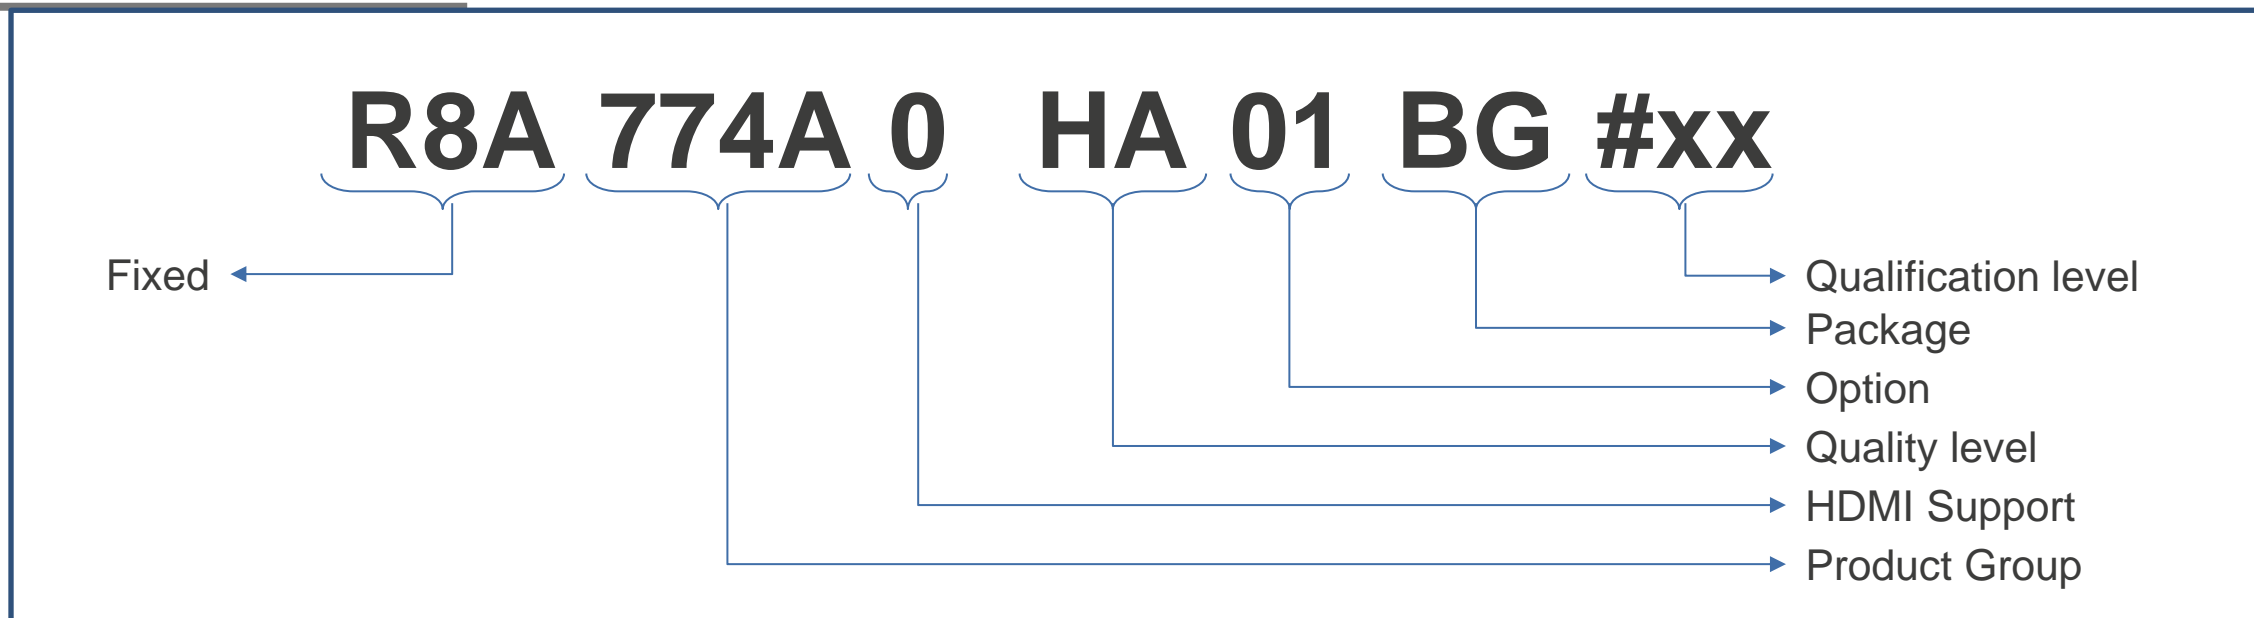 R8A 774A 0 HA 01 BG #xx
Fixed
Qualification level
Package
Option
Quality level
HDMI Support
Product Group